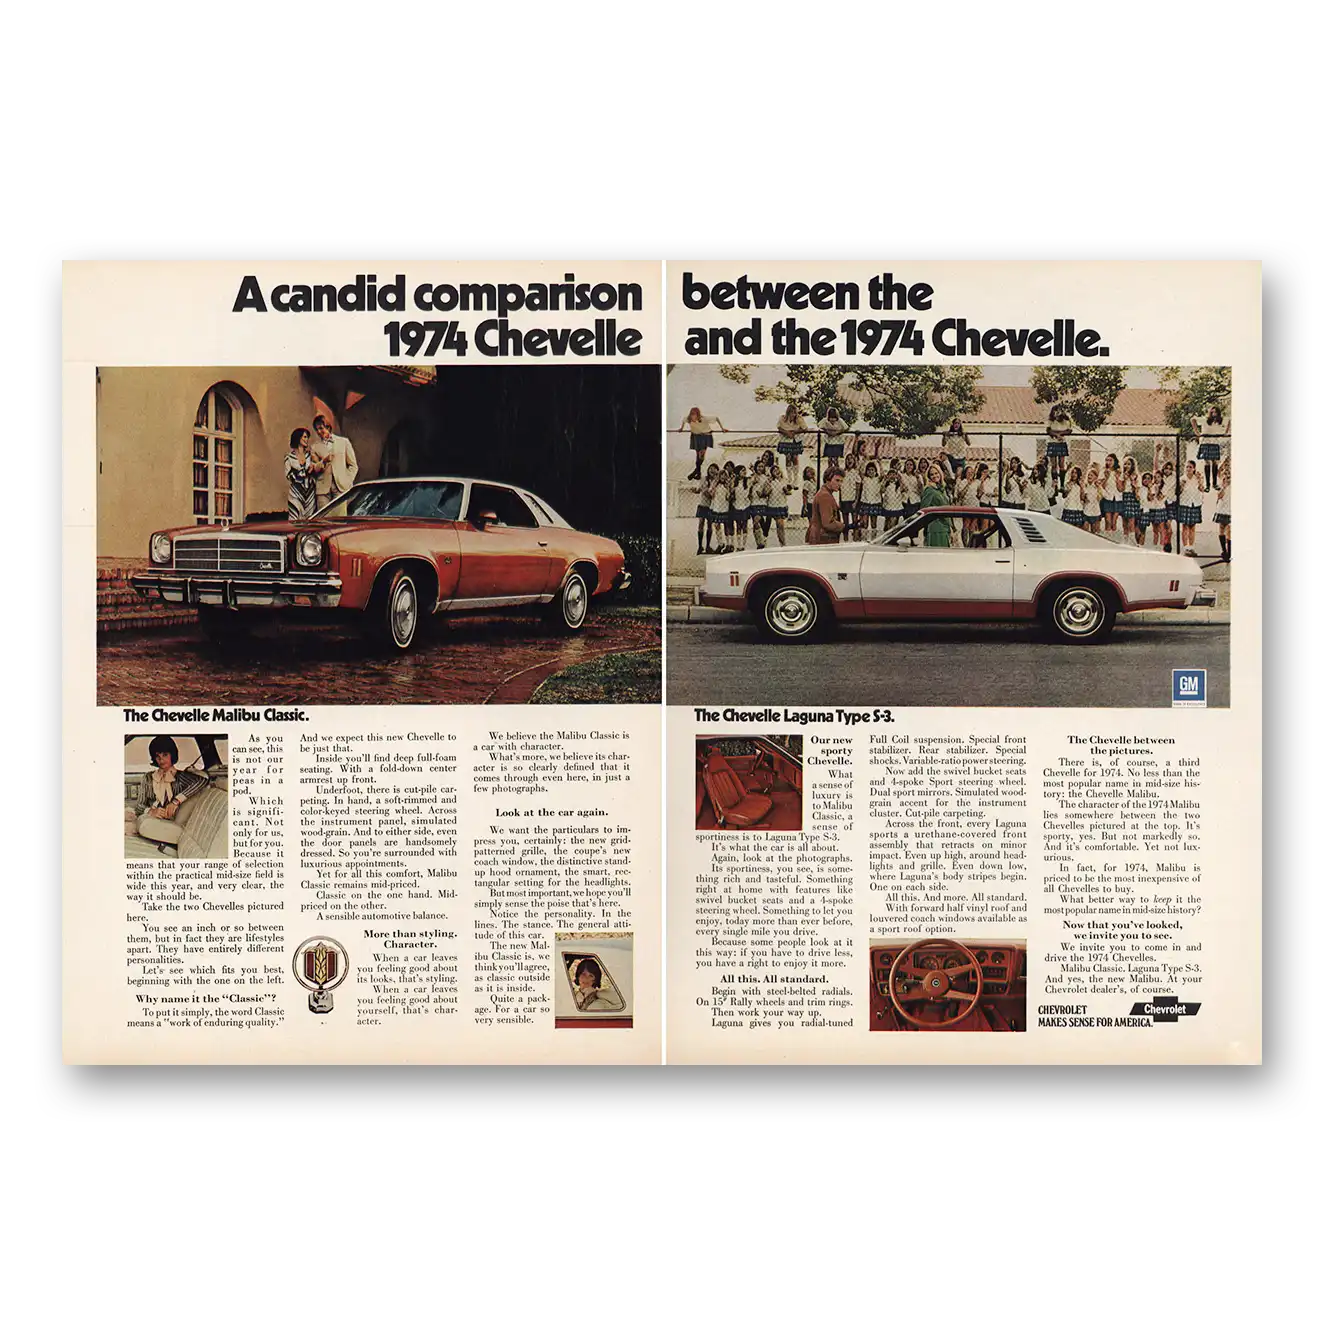 A candid comparison between the
1974 Chevelle and the 1974 Chevelle.
Chevelle
GM
MARK OF EXCELLENCE
The Chevelle Malibu Classic.
As you
can see, this
is not our
year for
peas in a
pod.
Which
is signifi-
cant. Not
only for us,
but for you.
Because it
means that your range of selection
within the practical mid-size field is
wide this year, and very clear, the
way it should be.
Take the two Chevelles pictured
here.
You see an inch or so between
them, but in fact they are lifestyles
apart. They have entirely different
personalities.
Let's see which fits you best,
beginning with the one on the left.
Why name it the “Classic”?
To put it simply, the word Classic
means a “work of enduring quality.”
And we expect this new Chevelle to
be just that.
Inside you'll find deep full-foam
seating. With a fold-down center
armrest up front.
Underfoot, there is cut-pile car-
peting. In hand, a soft-rimmed and
color-keyed steering wheel. Across
the instrument panel, simulated
wood-grain. And to either side, even
the door panels are handsomely
dressed. So you're surrounded with
luxurious appointments.
Yet for all this comfort, Malibu
Classic remains mid-priced.
Classic on the one hand. Mid-
priced on the other.
A sensible automotive balance.
More than styling.
Character.
When a car leaves
you feeling good about
its looks, that's styling.
When a car leaves
you feeling good about
yourself, that's char-
acter.
We believe the Malibu Classic is
a car with character.
What's more, we believe its char-
acter is so clearly defined that it
comes through even here, in just a
few photographs.
Look at the car again.
We want the particulars to im-
press you, certainly: the new grid-
patterned grille, the coupe's new
coach window, the distinctive stand-
up hood ornament, the smart, rec-
tangular setting for the headlights.
But most important, we hope you'll
simply sense the poise that's here.
Notice the personality. In the
lines. The stance. The general atti-
tude of this car.
The new Mal-
ibu Classic is, we
think you'll agree,
as classic outside
as it is inside.
Quite a pack-
age. For a car so
very sensible.
The Chevelle Laguna Type S-3.
Our new
sporty
Chevelle.
What
a sense of
luxury is
to Malibu
Classic, a
sense of
sportiness is to Laguna Type S-3.
It's what the car is all about.
Again, look at the photographs.
Its sportiness, you see, is some-
thing rich and tasteful. Something
right at home with features like
swivel bucket seats and a 4-spoke
steering wheel. Something to let you
enjoy, today more than ever before,
every single mile you drive.
Because some people look at it
this way: if you have to drive less,
you have a right to enjoy it more.
All this. All standard.
Begin with steel-belted radials.
On 15" Rally wheels and trim rings.
Then work your way up.
Laguna gives you radial-tuned
Full Coil suspension. Special front
stabilizer. Rear stabilizer. Special
shocks. Variable-ratio power steering.
Now add the swivel bucket seats
and 4-spoke Sport steering wheel.
Dual sport mirrors. Simulated wood-
grain accent for the instrument
cluster. Cut-pile carpeting.
Across the front, every Laguna
sports a urethane-covered front
assembly that retracts on minor
impact. Even up high, around head-
lights and grille. Even down low,
where Laguna's body stripes begin.
One on each side.
All this. And more. All standard.
With forward half vinyl roof and
louvered coach windows available as
a sport roof option.
The Chevelle between
the pictures.
There is, of course, a third
Chevelle for 1974. No less than the
most popular name in mid-size his-
tory: the Chevelle Malibu.
The character of the 1974 Malibu
lies somewhere between the two
Chevelles pictured at the top. It's
sporty, yes. But not markedly so.
And it's comfortable. Yet not lux-
urious.
In fact, for 1974, Malibu is
priced to be the most inexpensive of
all Chevelles to buy.
What better way to keep it the
most popular name in mid-size history?
Now that you've looked,
we invite you to see.
We invite you to come in and
drive the 1974 Chevelles.
Malibu Classic. Laguna Type S-3.
And yes, the new Malibu. At your
Chevrolet dealer's, of course.
CHEVROLET
MAKES SENSE FOR AMERICA.
Chevrolet